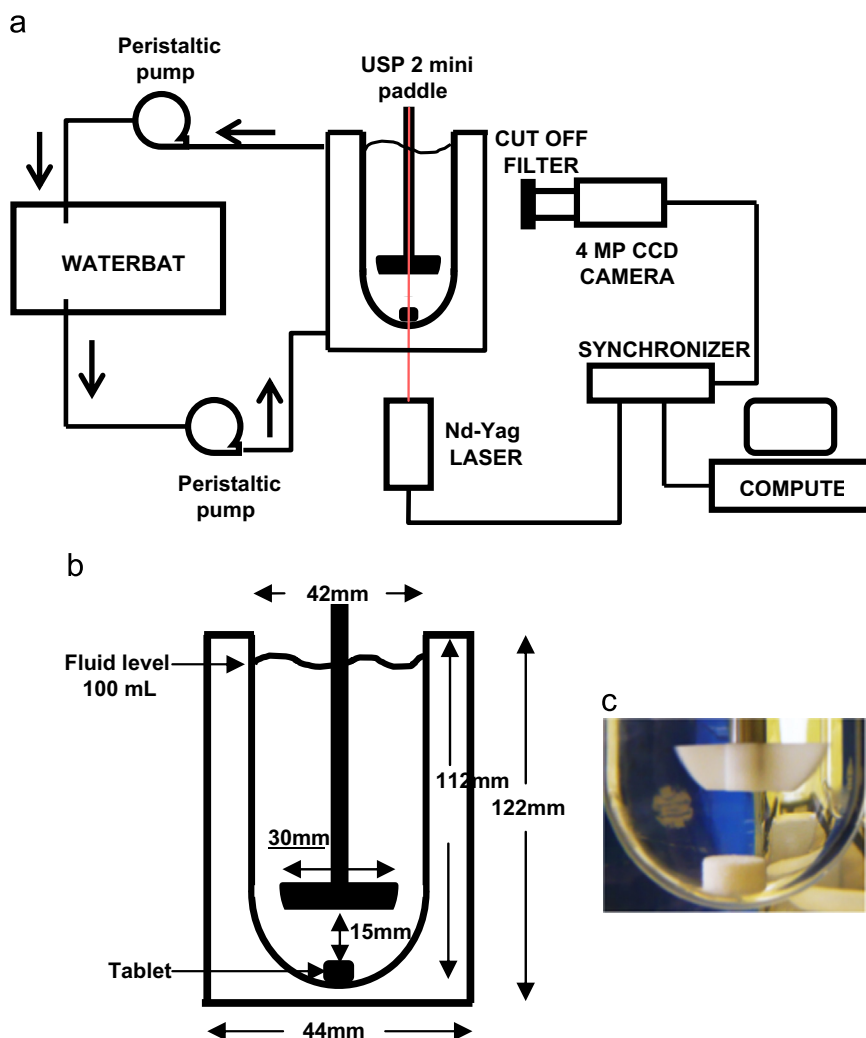 a
Peristaltic
pump
USP 2 mini
paddle
CUT OFF
FILTER
WATERBAT
4 MP CCD
CAMERA
SYNCHRONIZER
Nd-Yag
LASER
Peristaltic
pump
COMPUTE
b
42mm
Fluid level
100 mL
112mm
122mm
30mm
15mm
Tablet
44mm
c